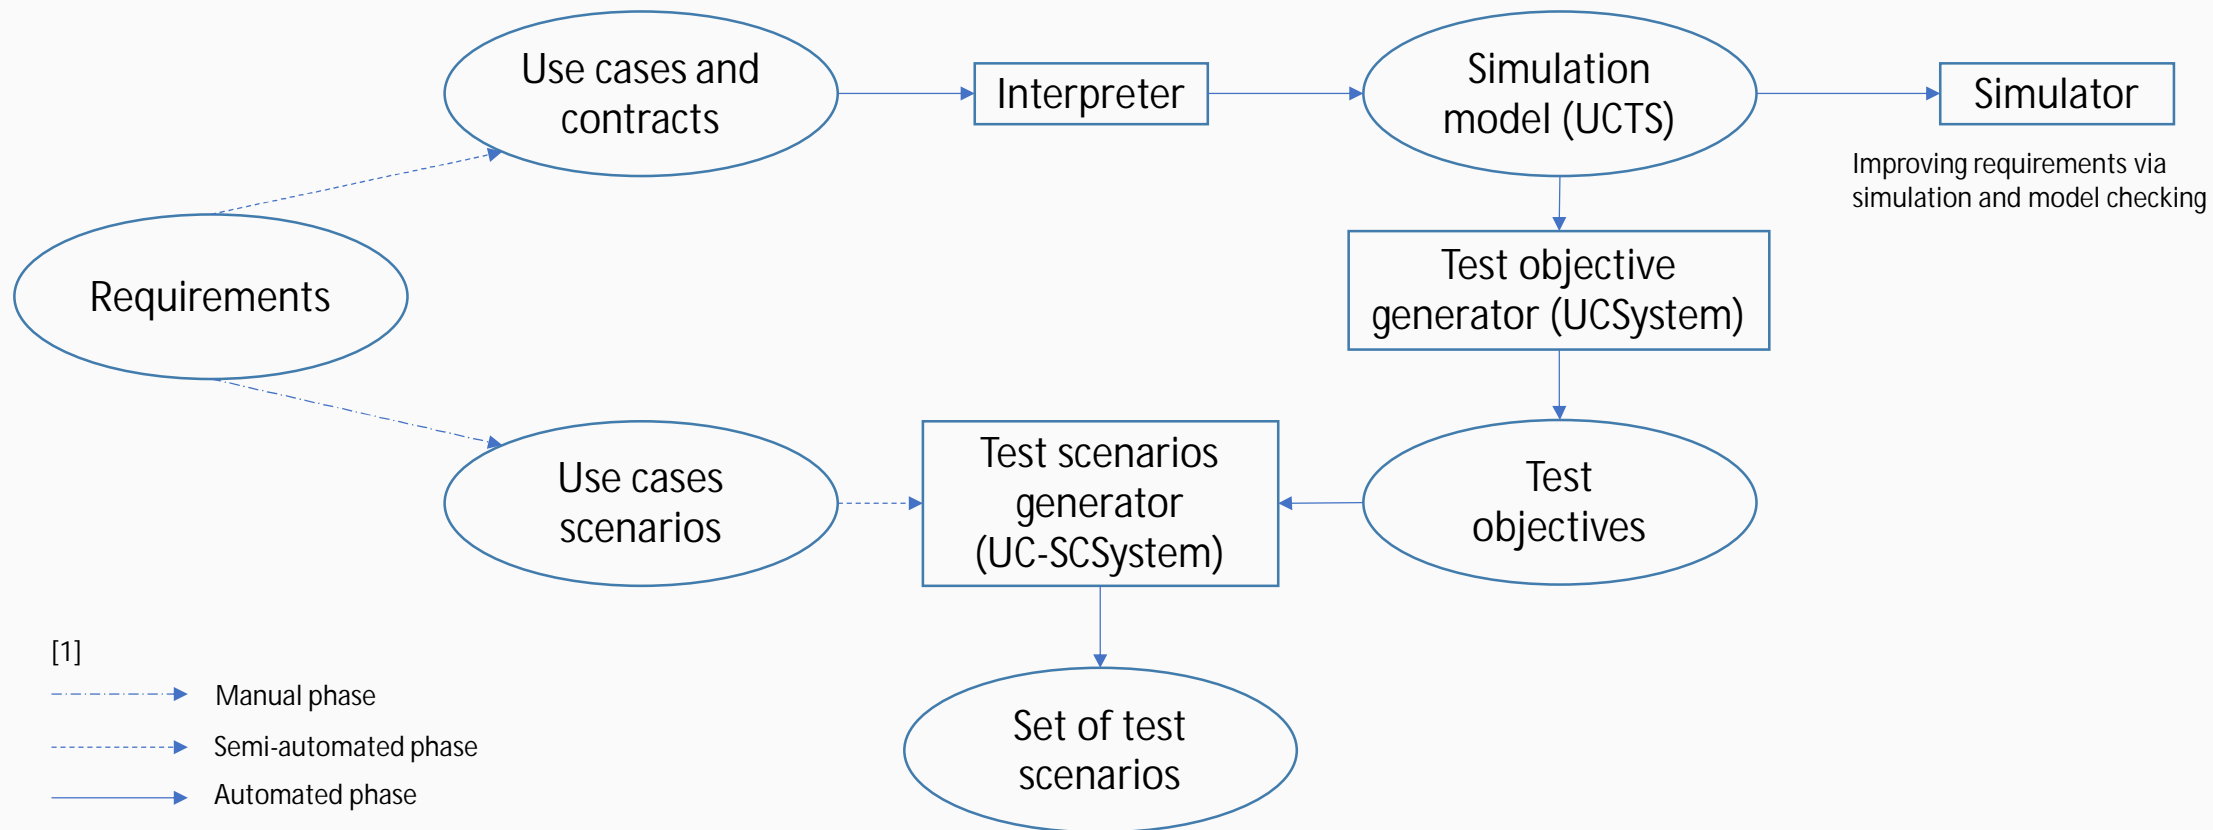 Use cases and
contracts
Interpreter
Simulation
model (UCTS)
Simulator
Improving requirements via
simulation and model checking
Requirements
Test objective
generator (UCSystem)
Use cases
scenarios
Test scenarios
generator
(UC-SCSystem)
Test
objectives
Set of test
scenarios
[1]
Manual phase
Semi-automated phase
Automated phase